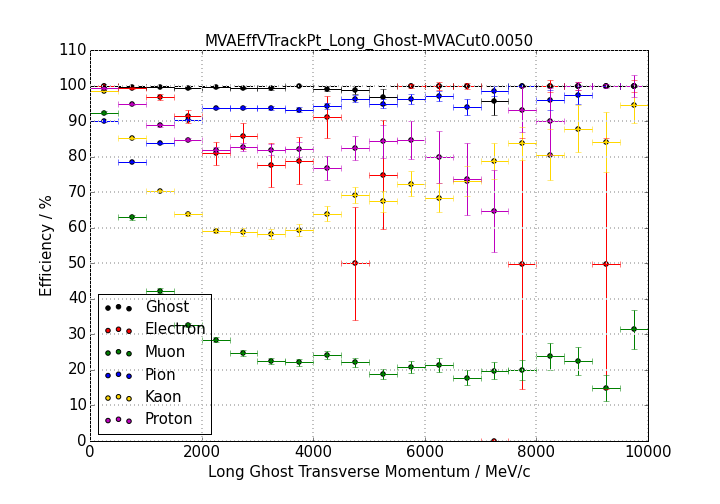 MVAEffVTrackPt_Long_Ghost-MVACut0.0050
110
100
90
80
70
60
50
40
30
20
10
0
Efficiency / %
Ghost
Electron
Muon
Pion
Kaon
Proton
0 2000 4000 6000 8000 10000
Long Ghost Transverse Momentum / MeV/c